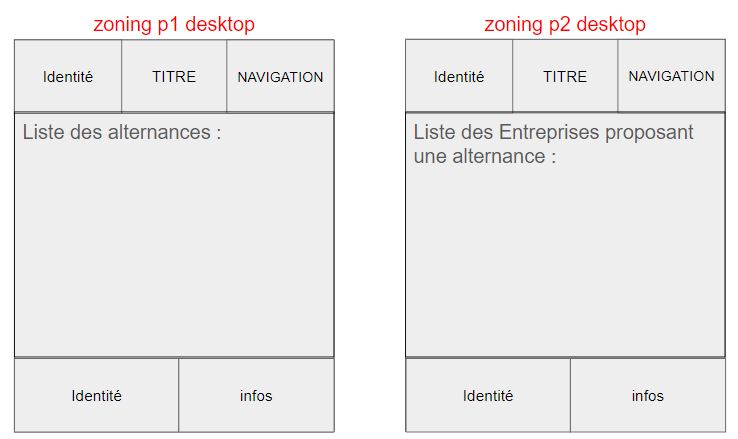 zoning p1 desktop
Identité
TITRE
NAVIGATION
Liste des alternances :
Identité
infos
zoning p2 desktop
Identité
TITRE
NAVIGATION
Liste des Entreprises proposant
une alternance :
Identité
infos